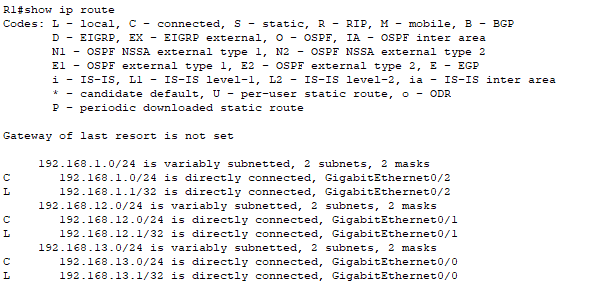 R1#show ip route
Codes: L - local, C - connected, S - static, R - RIP, M - mobile, B - BGP
D - EIGRP, EX - EIGRP external, O - OSPF, IA - OSPF inter area
N1 - OSPF NSSA external type 1, N2 - OSPF NSSA external type 2
E1 - OSPF external type 1, E2 - OSPF external type 2, E - EGP
i - IS-IS, L1 - IS-IS level-1, L2 - IS-IS level-2, ia - IS-IS inter area
* - candidate default, U - per-user static route, o - ODR
P - periodic downloaded static route
Gateway of last resort is not set
192.168.1.0/24 is variably subnetted, 2 subnets, 2 masks
C 192.168.1.0/24 is directly connected, GigabitEthernet0/2
L 192.168.1.1/32 is directly connected, GigabitEthernet0/2
192.168.12.0/24 is variably subnetted, 2 subnets, 2 masks
C 192.168.12.0/24 is directly connected, GigabitEthernet0/1
L 192.168.12.1/32 is directly connected, GigabitEthernet0/1
192.168.13.0/24 is variably subnetted, 2 subnets, 2 masks
C 192.168.13.0/24 is directly connected, GigabitEthernet0/0
L 192.168.13.1/32 is directly connected, GigabitEthernet0/0